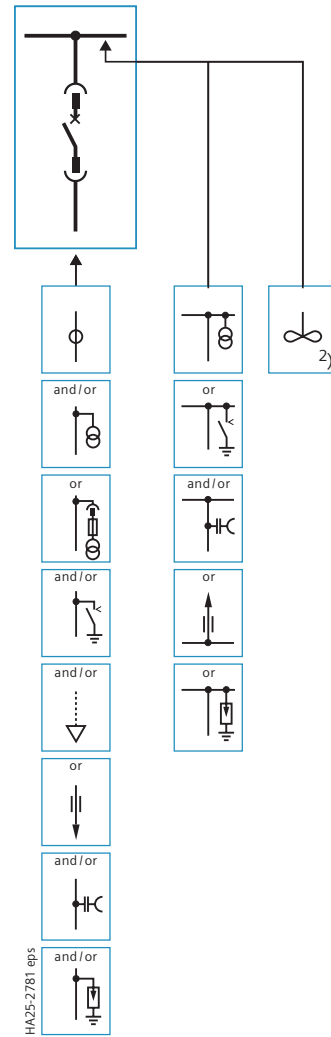 2)
and/or
or
or
and/or
and/or
or
and/or
or
or
and/or
and/or
HA25-2781 eps